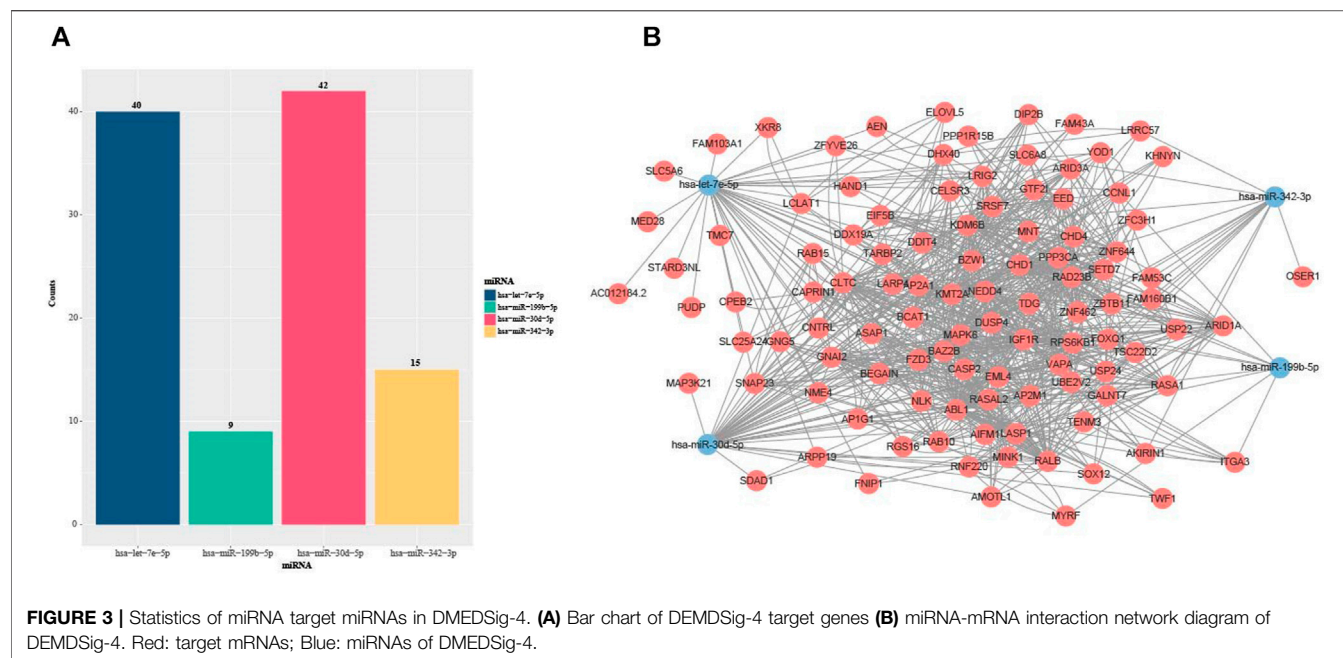 A
B
42
40
40
30
20
15
10
9
0
Counts
miRNA
hsa-let-7e-5p
hsa-miR-199b-5p
hsa-miR-30d-5p
hsa-miR-342-3p
hsa-let-7e-5p
hsa-miR-199b-5p
hsa-miR-30d-5p
hsa-miR-342-3p
miRNA
ELOVL5
DIP2B
XKR8
AEN
FAM43A
PPP1R15B
LRRC57
FAM103A1
ZFYVE26
DHX40
SLC6A8
YOD1
KHNYN
SLC5A6
hsa-let-7e-5p
HAND1
LRIG2
ARID3A
CELSR3
GTF2I
EED
CCNL1
hsa-miR-342-3p
LCLAT1
SRSF7
MED28
EIF5B
KDM6B
ZFC3H1
TMC7
DDX19A
DDIT4
MNT
CHD4
RAB15
TARBP2
BZW1
PPP3CA
ZNF644
STARD3NL
CHD1
RAD23B
SETD7
FAM53C
OSER1
AC012184.2
CAPRIN1
CLTC
LARP4
AP2A1
KMT2A
NEDD4
FAM160B1
PUDP
CPEB2
TDG
ZNF462
ZBTB11
CNTRL
BCAT1
DUSP4
USP22
ARID1A
SLC25A24
GNG5
ASAP1
MAPK6
IGF1R
RPS6KB1
FOXQ1
TSC22D2
GNAI2
FZD3
BAZ2B
VAPA
hsa-miR-199b-5p
MAP3K21
SNAP23
BEGAIN
CASP2
EML4
USP24
UBE2V2
RASA1
NME4
NLK
RASAL2
AP2M1
GALNT7
AP1G1
ABL1
TENM3
hsa-miR-30d-5p
RGS16
RAB10
AIFM1
LASP1
AKIRIN1
ARPP19
MINK1
RALB
ITGA3
RNF220
SOX12
SDAD1
FNIP1
AMOTL1
TWF1
MYRF
FIGURE 3 | Statistics of miRNA target miRNAs in DMEDSig-4. (A) Bar chart of DEMDSig-4 target genes (B) miRNA-mRNA interaction network diagram of
DEMDSig-4. Red: target mRNAs; Blue: miRNAs of DMEDSig-4.